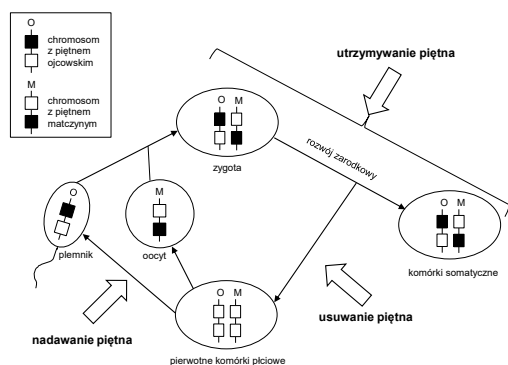 O
chromosom
z piętnem
ojcowskim
M
chromosom
z piętnem
matczynym
utrzymywanie piętna
O M
zygota
rozwój zarodkowy
O
plemnik
M
oocyt
O M
komórki somatyczne
nadawanie piętna
usuwanie piętna
O M
pierwotne komórki płciowe